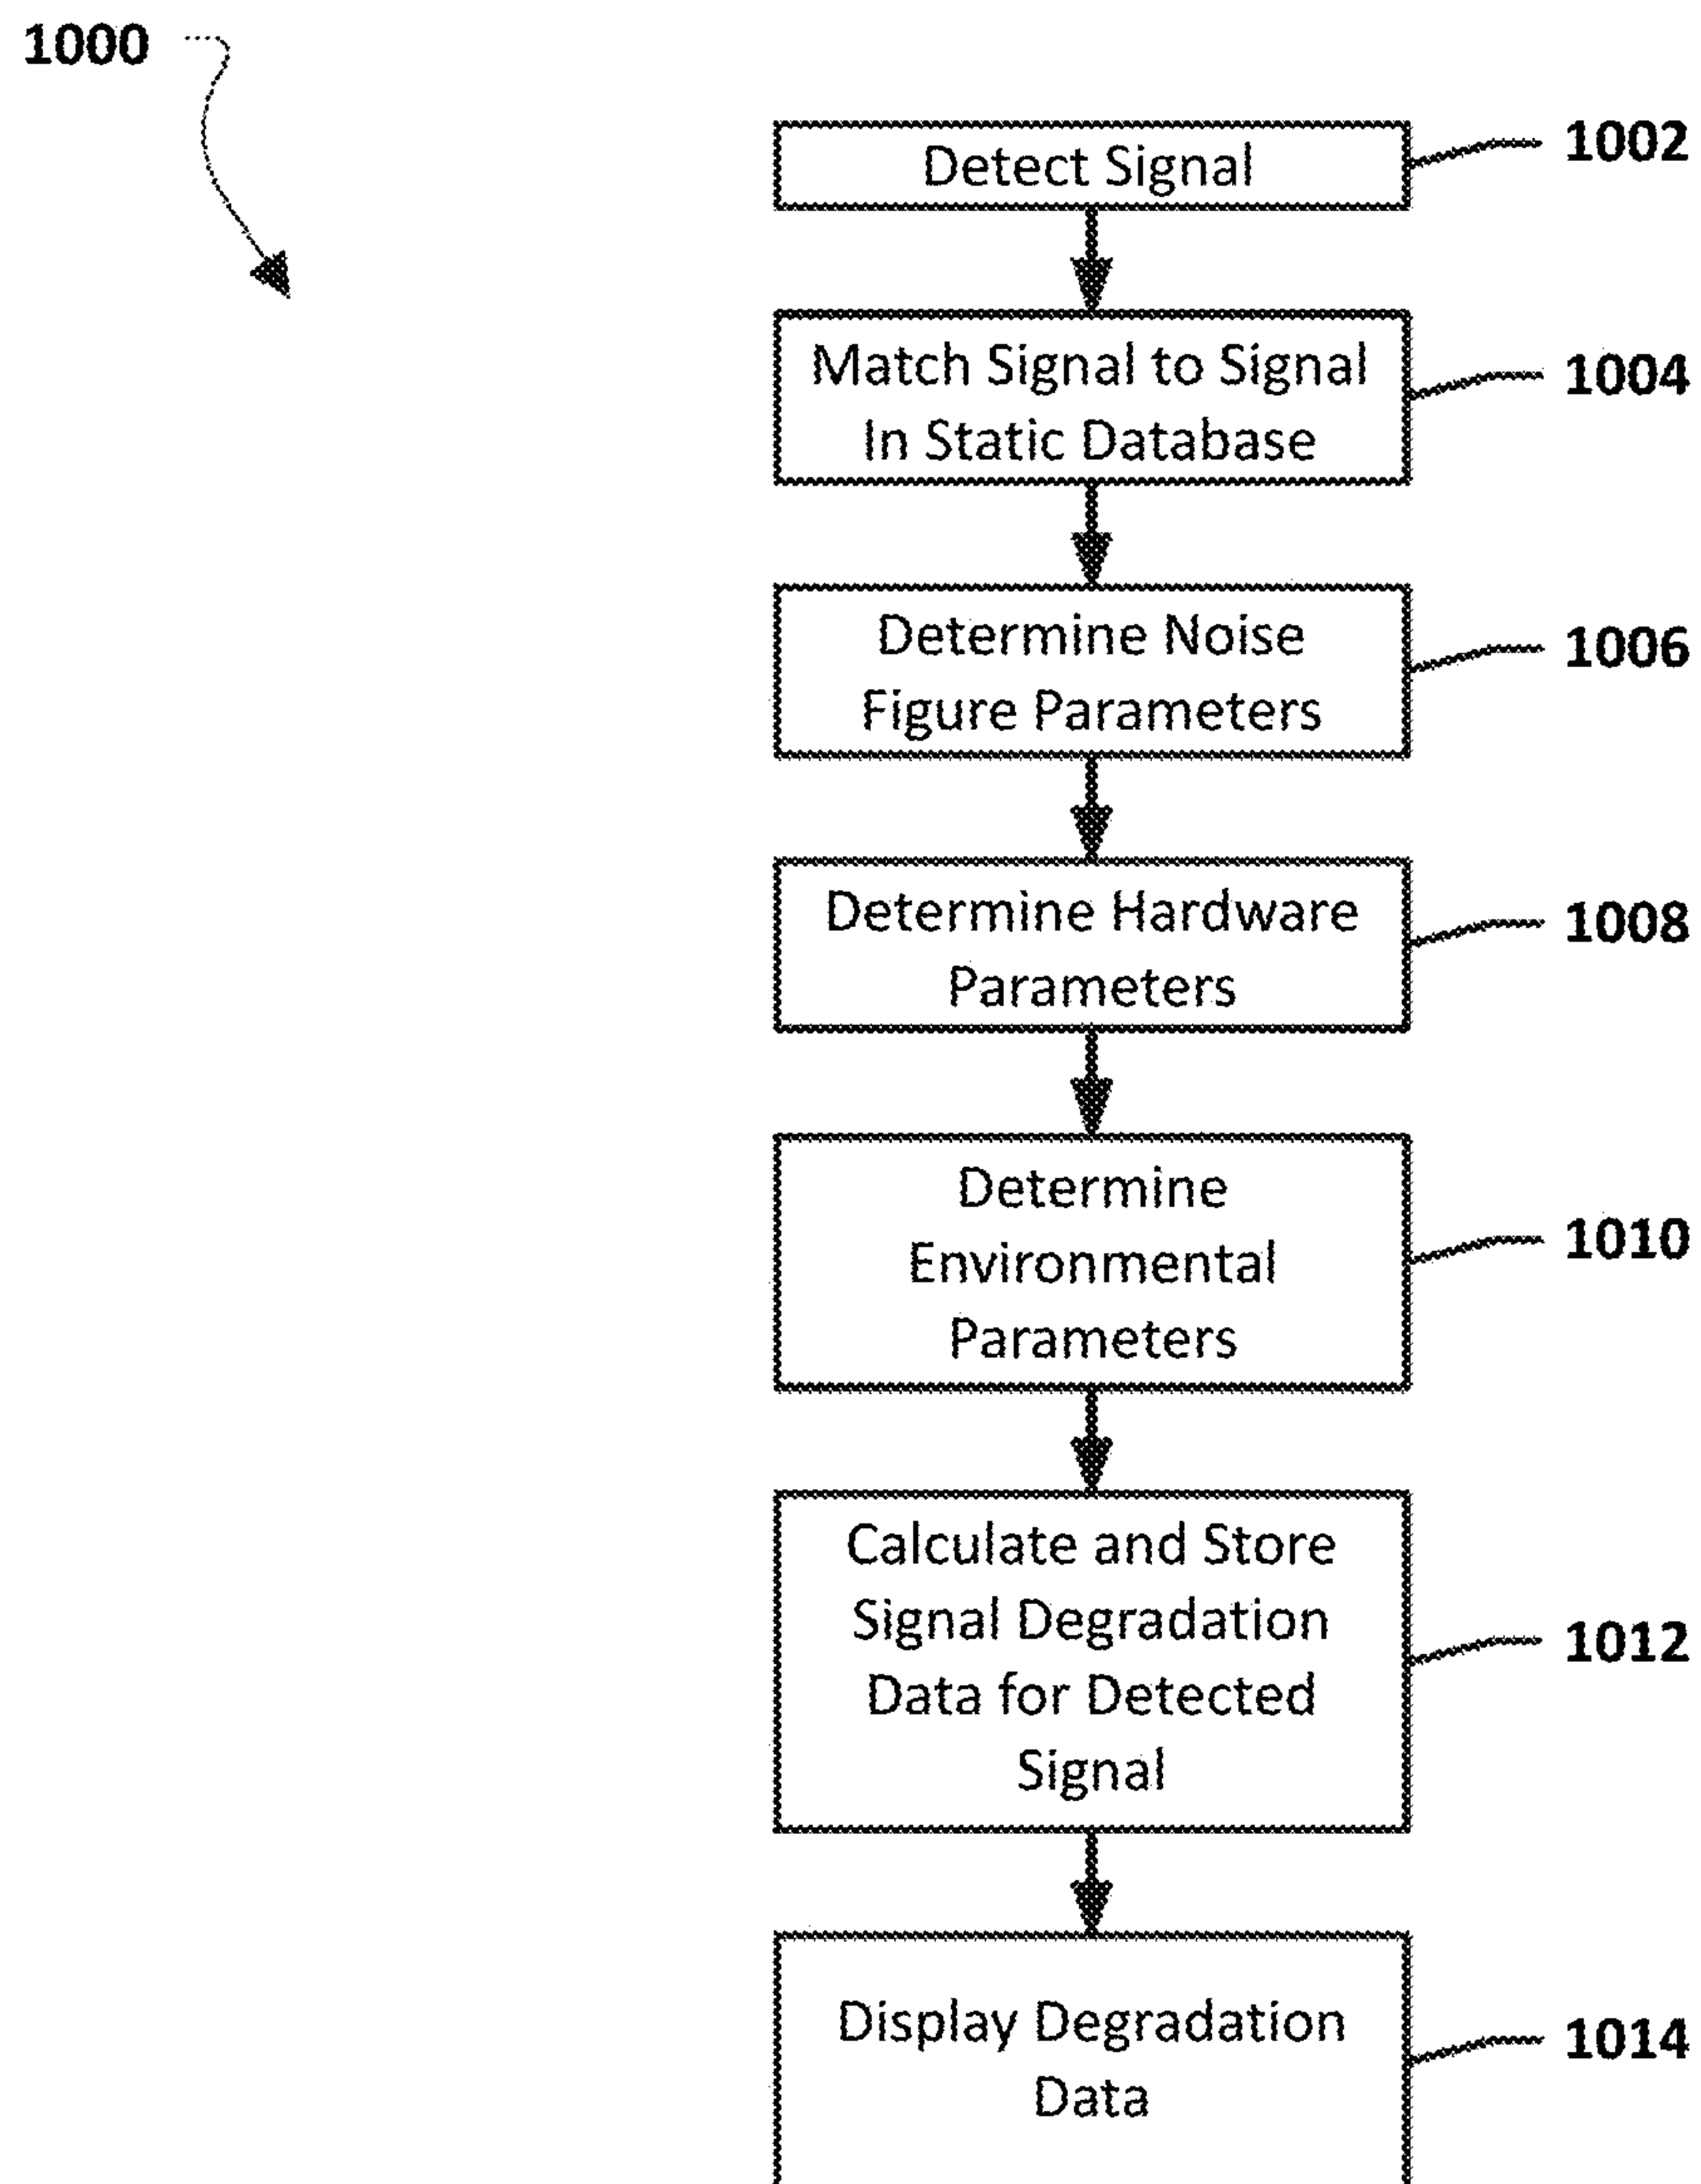 1000
Detect Signal
1002
Match Signal to Signal
In Static Database
1004
Determine Noise
Figure Parameters
1006
Determine Hardware
Parameters
1008
Determine
Environmental
Parameters
1010
Calculate and Store
Signal Degradation
Data for Detected
Signal
1012
Display Degradation
Data
1014